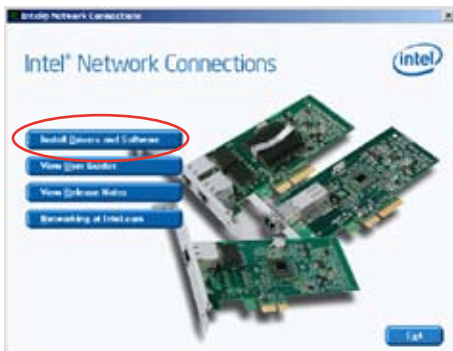 Intel® Network Connections
Intel® Network Connections
intel
Install Drivers and Software
View User Guides
View Release Notes
Networking at Intel.com
Exit